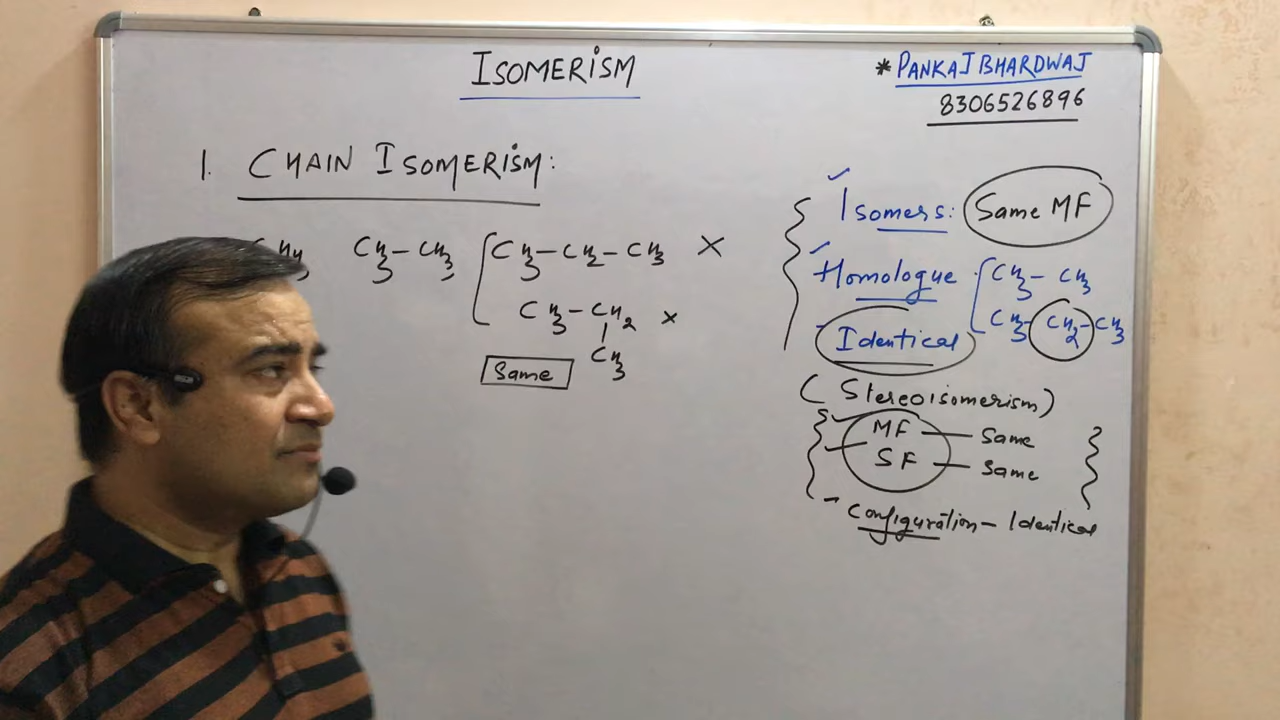 ISOMERISM
* PANKAJ BHARDWAJ
8306526896
1. CHAIN ISOMERISM:
CH₃–CH₃
CH₃–CH₂–CH₃ ×
CH₃–CH₂ ×
|
CH₃
Same
Isomers: Same MF
Homologue CH₃– CH₃
CH₃–CH₂–CH₃
Identical
(Stereoisomerism)
MF — Same
SF — Same
Configuration – Identical